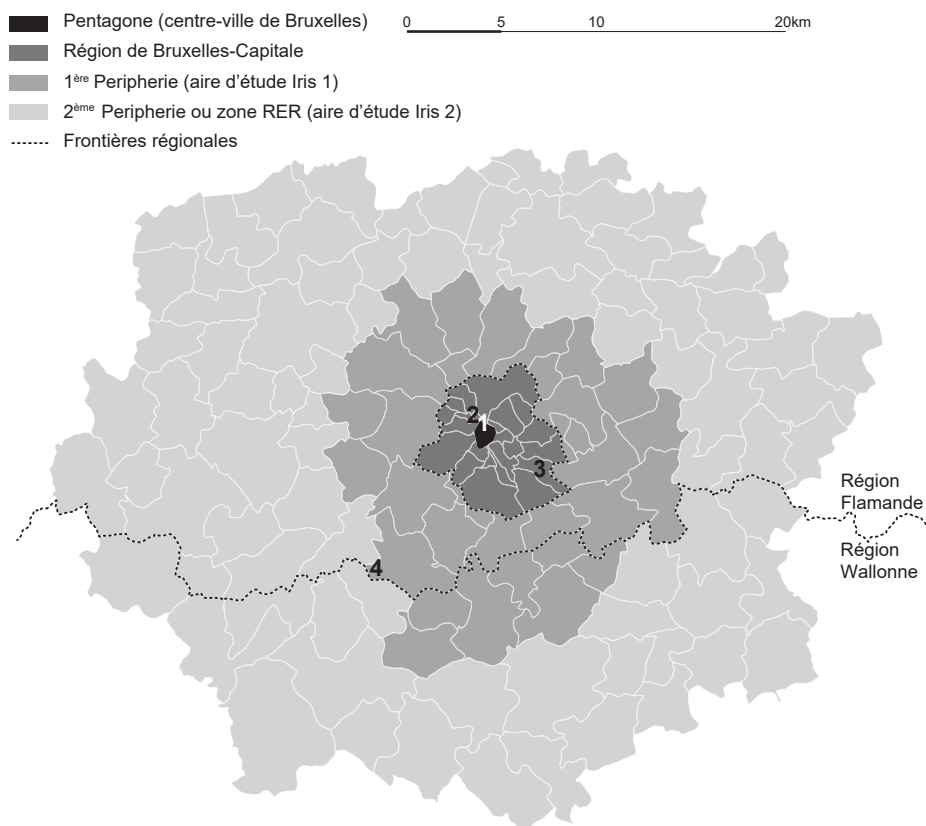 Pentagone (centre-ville de Bruxelles)
0 5 10 20km
Région de Bruxelles-Capitale
1ère Peripherie (aire d'étude Iris 1)
2ème Peripherie ou zone RER (aire d'étude Iris 2)
Frontières régionales
2
1
3
Région
Flamande
Région
Wallonne
4